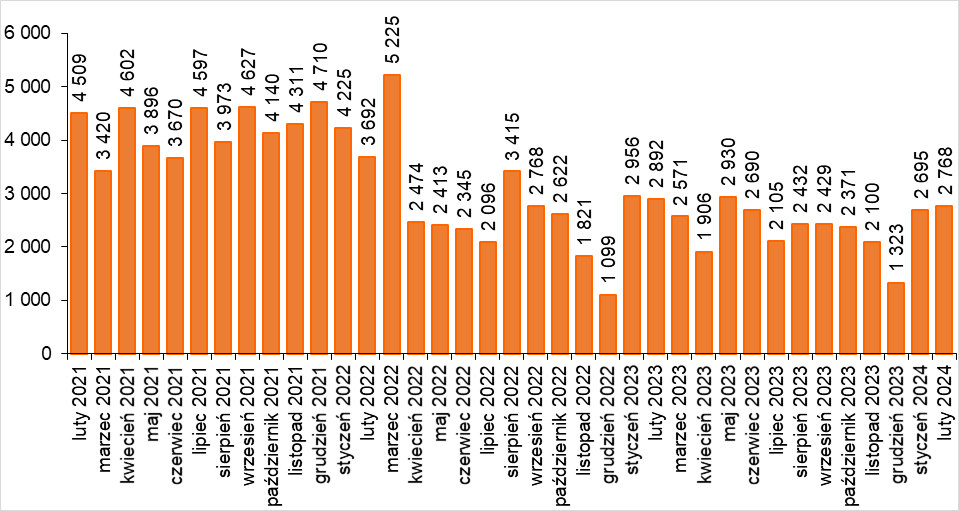 6 000
5 000
4 000
3 000
2 000
1 000
0
4 509
3 420
4 602
3 896
3 670
4 597
3 973
4 627
4 140
4 311
4 710
4 225
3 692
5 225
2 474
2 413
2 345
2 096
3 415
2 768
2 622
1 821
1 099
2 956
2 892
2 571
1 906
2 930
2 690
2 105
2 432
2 429
2 371
2 100
1 323
2 695
2 768
luty 2021
marzec 2021
kwiecień 2021
maj 2021
czerwiec 2021
lipiec 2021
sierpień 2021
wrzesień 2021
październik 2021
listopad 2021
grudzień 2021
styczeń 2022
luty 2022
marzec 2022
kwiecień 2022
maj 2022
czerwiec 2022
lipiec 2022
sierpień 2022
wrzesień 2022
październik 2022
listopad 2022
grudzień 2022
styczeń 2023
luty 2023
marzec 2023
kwiecień 2023
maj 2023
czerwiec 2023
lipiec 2023
sierpień 2023
wrzesień 2023
październik 2023
listopad 2023
grudzień 2023
styczeń 2024
luty 2024